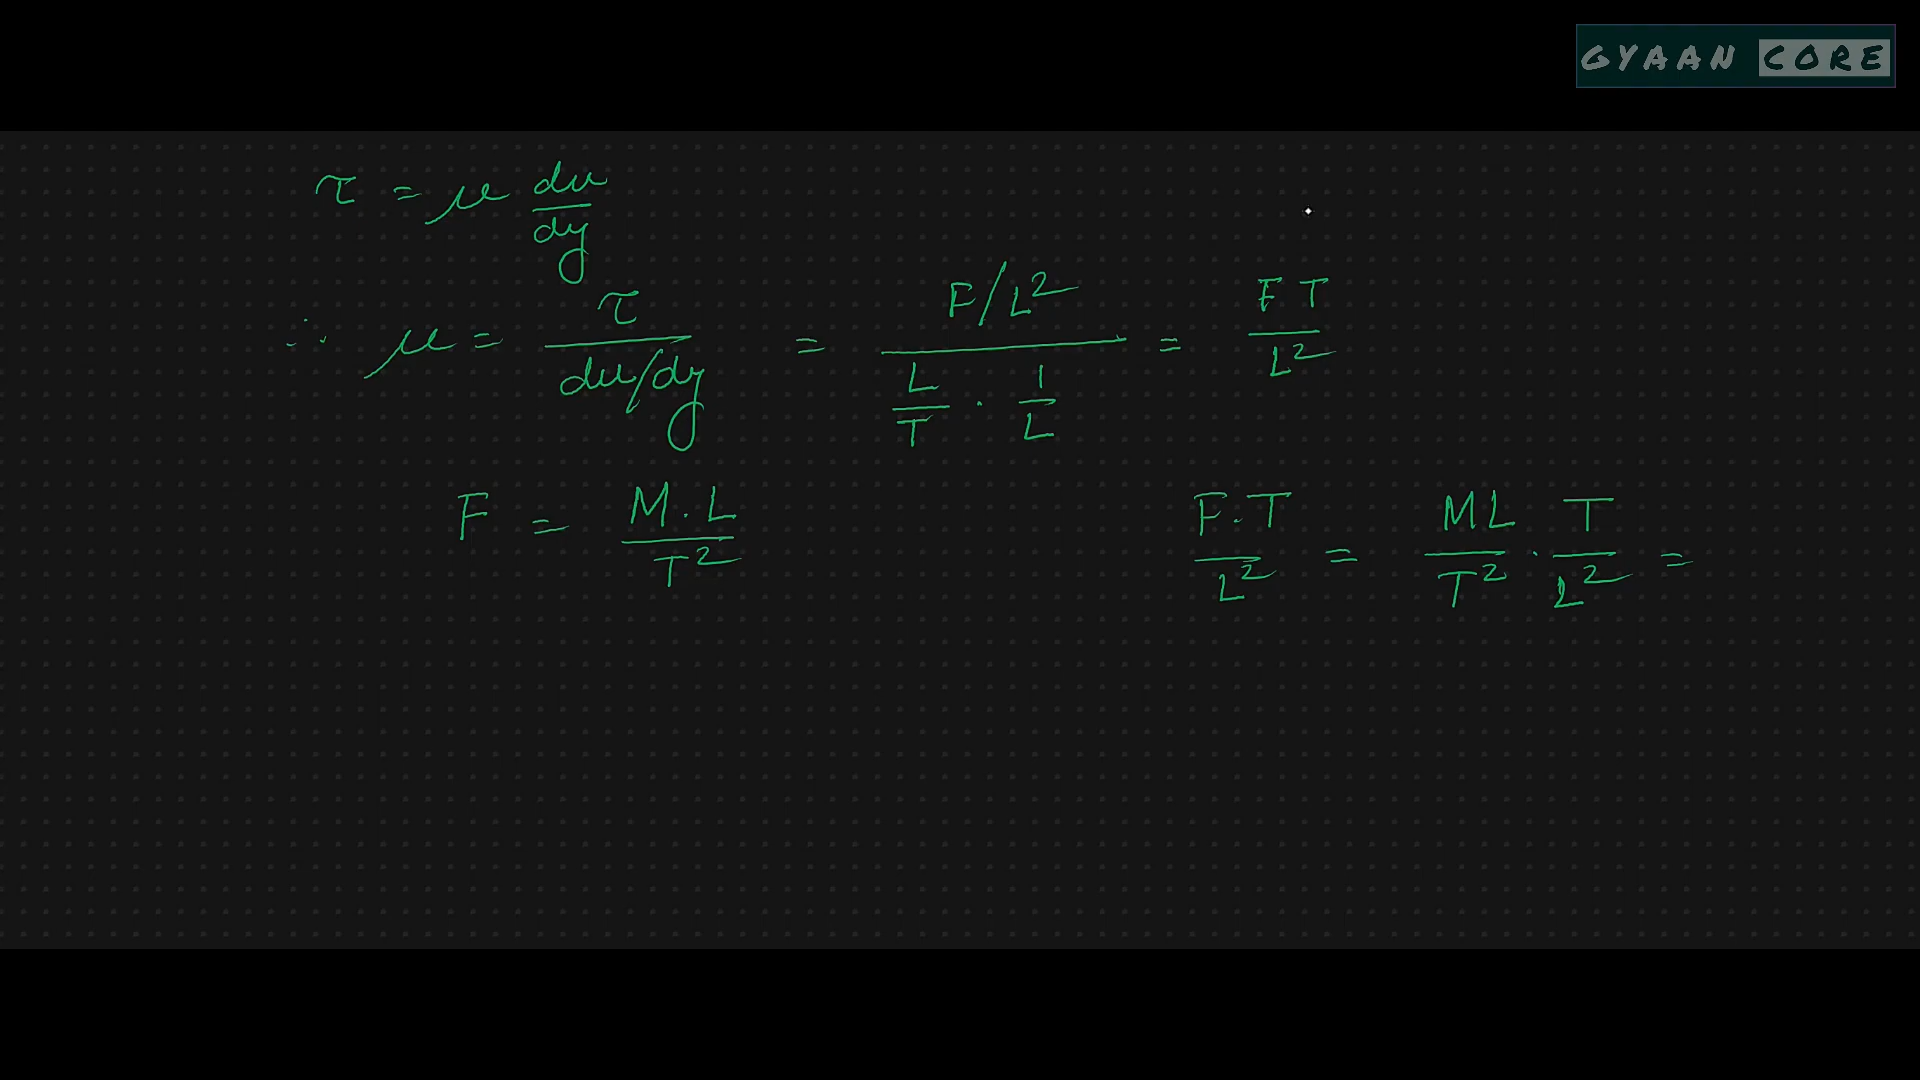 GYAAN CORE
τ = μ du/dy
∴ μ = τ / (du/dy) = (F/L²) / (L/T · 1/L) = FT/L²
F = M.L/T²
F.T/L² = ML/T² · T/L² =